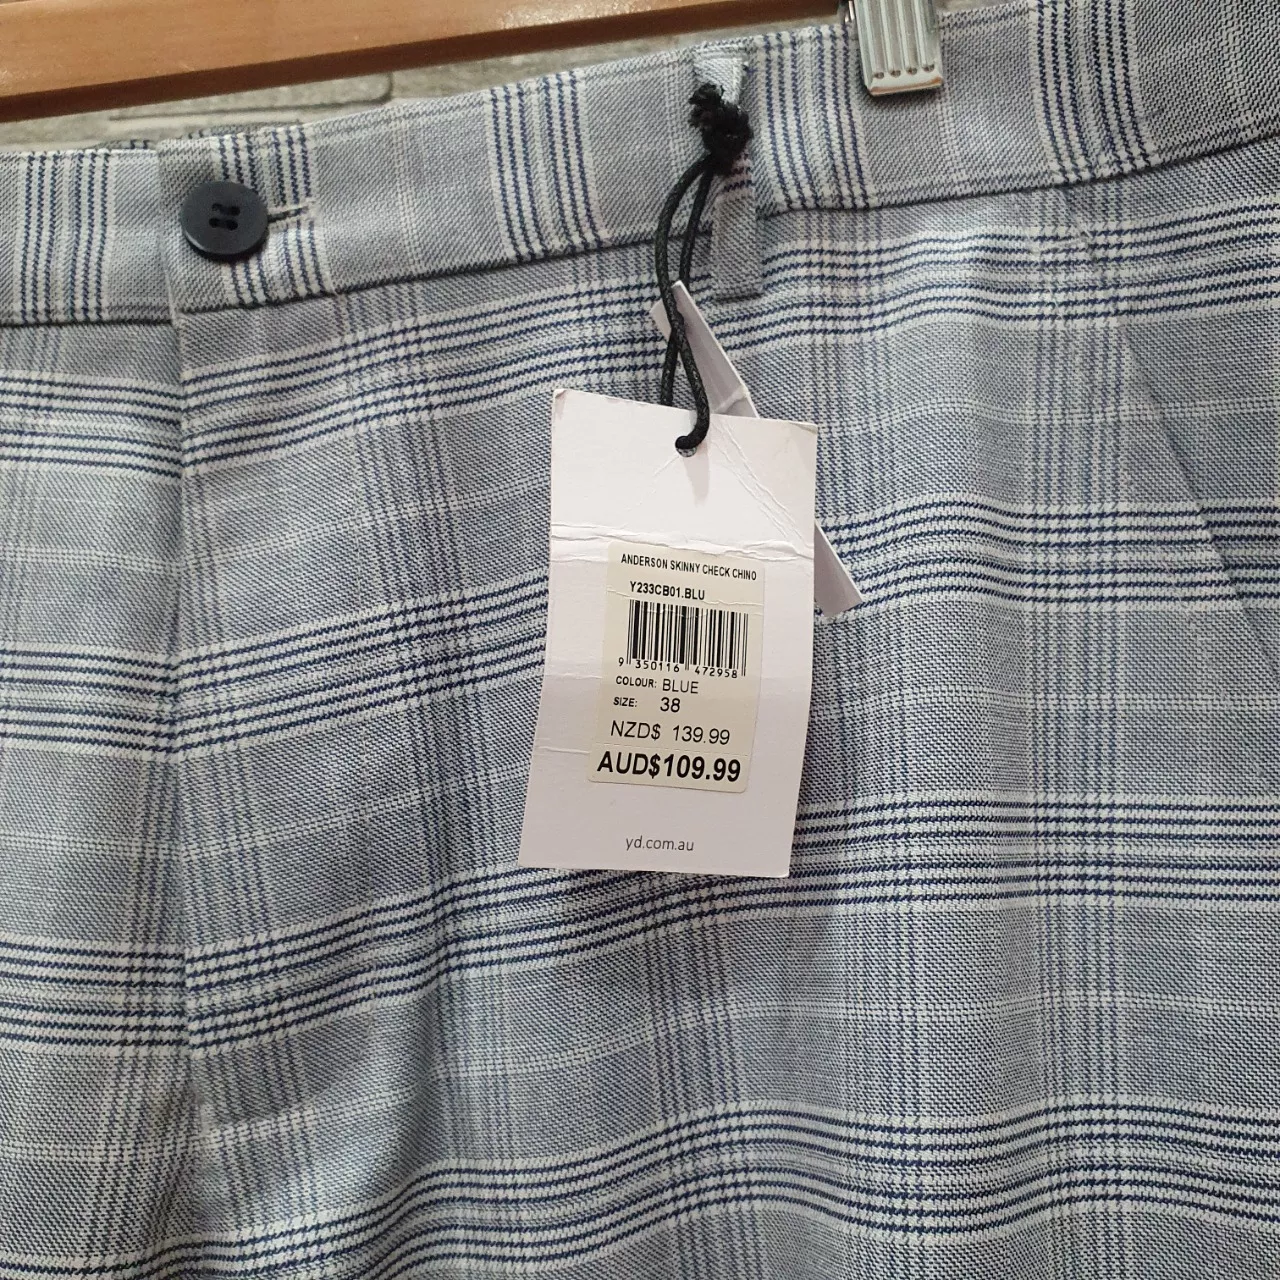 ANDERSON SKINNY CHECK CHINO
Y233CB01.BLU
9 350116 472958
COLOUR: BLUE
SIZE: 38
NZD$ 139.99
AUD$109.99
yd.com.au